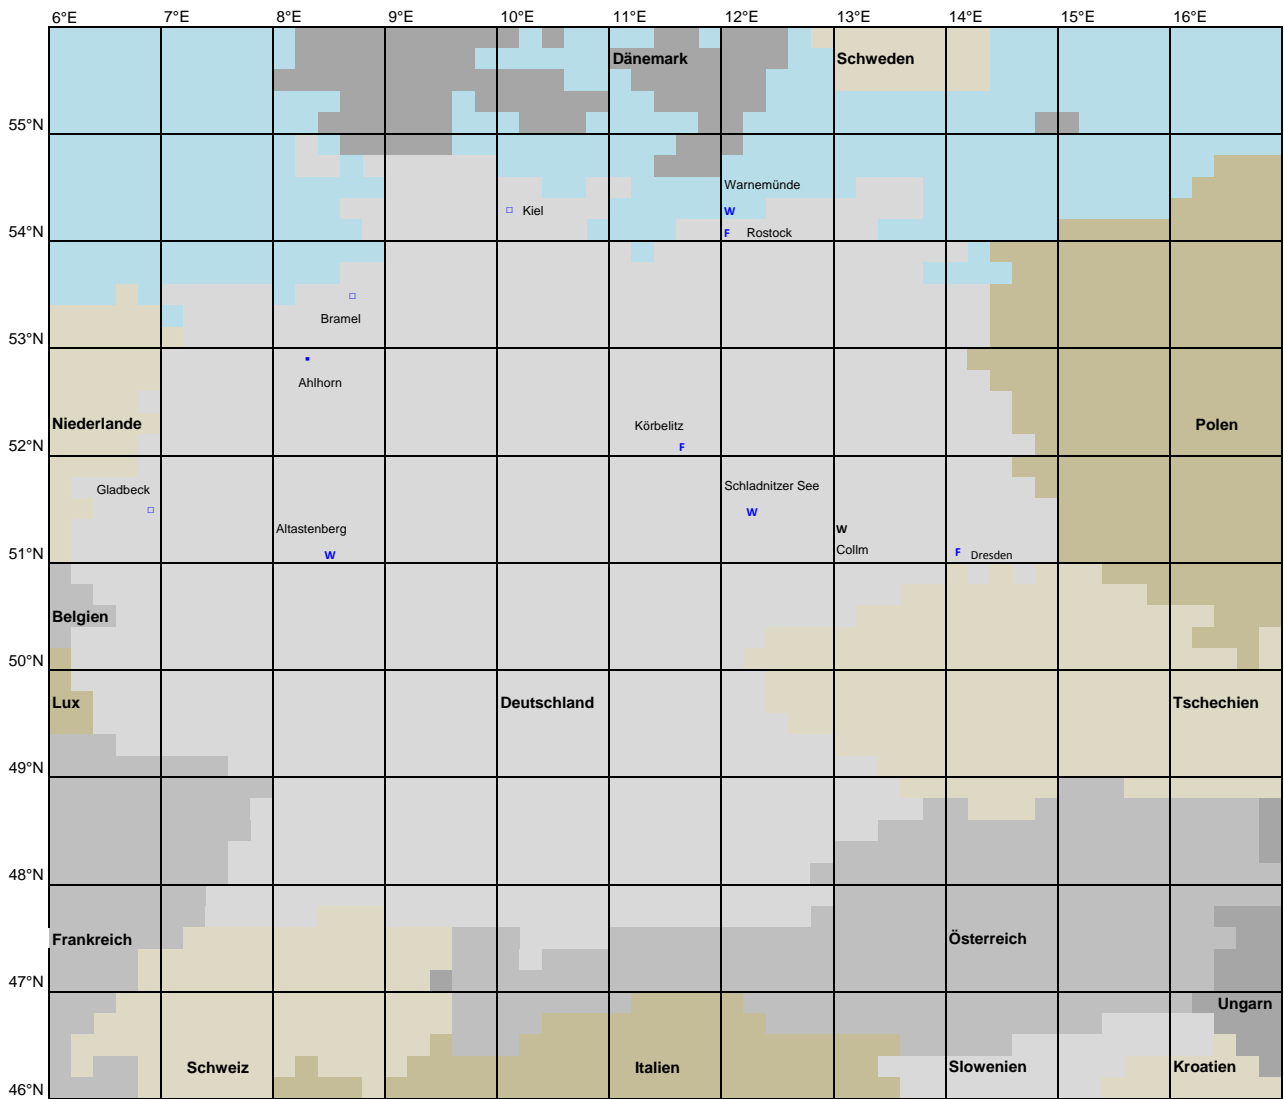 6°E 7°E 8°E 9°E 10°E 11°E 12°E 13°E 14°E 15°E 16°E
Dänemark Schweden
55°N
Warnemünde
W
Kiel
F Rostock
54°N
Bramel
53°N
Ahlhorn
Niederlande Körbelitz Polen
F
52°N
Gladbeck Schladnitzer See
W
Altastenberg W
W Collm F Dresden
51°N
Belgien
50°N
Lux Deutschland Tschechien
49°N
48°N
Frankreich Österreich
47°N
Ungarn
Schweiz Italien Slowenien Kroatien
46°N